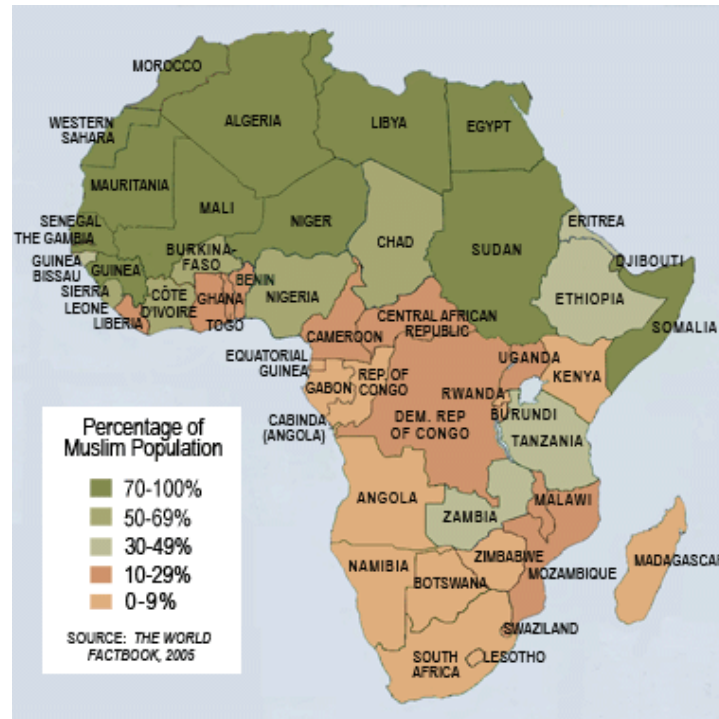 MOROCCO
WESTERN
SAHARA
ALGERIA
LIBYA
EGYPT
MAURITANIA
MALI
NIGER
CHAD
SUDAN
ERITREA
SENEGAL
THE GAMBIA
GUINEA
BISSAU
GUINEA
BURKINA-
FASO
BENIN
DJIBOUTI
SIERRA
LEONE
CÔTE
D'IVOIRE
GHANA
NIGERIA
ETHIOPIA
SOMALIA
LIBERIA
TOGO
CAMEROON
CENTRAL AFRICAN
REPUBLIC
EQUATORIAL
GUINEA
GABON
REP. OF
CONGO
UGANDA
KENYA
RWANDA
BURUNDI
DEM. REP
OF CONGO
CABINDA
(ANGOLA)
TANZANIA
ANGOLA
ZAMBIA
MALAWI
NAMIBIA
BOTSWANA
ZIMBABWE
MOZAMBIQUE
MADAGASCAR
SWAZILAND
SOUTH
AFRICA
LESOTHO
Percentage of
Muslim Population
70-100%
50-69%
30-49%
10-29%
0-9%
SOURCE: THE WORLD
FACTBOOK, 2005